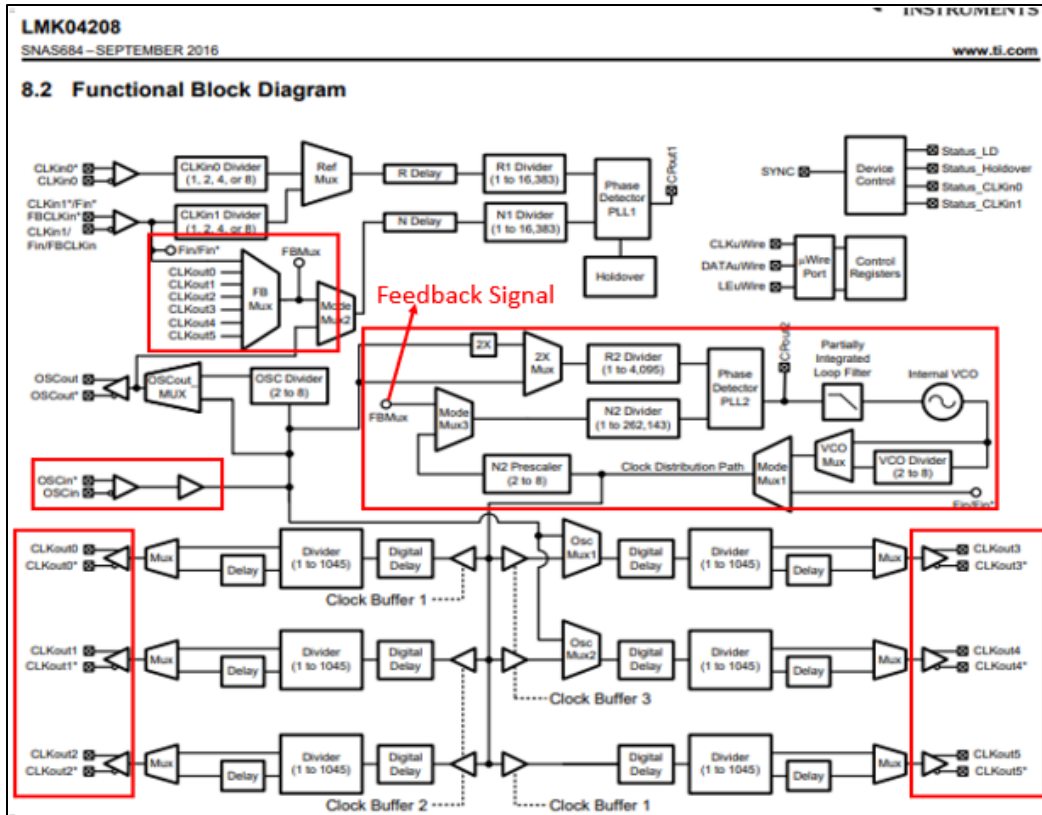 INSTRUMENTS
LMK04208
SNAS684–SEPTEMBER 2016
www.ti.com
8.2 Functional Block Diagram
CLKin0*
CLKin0
CLKin0 Divider
(1, 2, 4, or 8)
Ref
Mux
R Delay
R1 Divider
(1 to 16,383)
Phase
Detector
PLL1
CPout1
CLKin1*/Fin*
FBCLKin*
CLKin1/
Fin/FBCLKin
CLKin1 Divider
(1, 2, 4, or 8)
N Delay
N1 Divider
(1 to 16,383)
Holdover
SYNC
Device
Control
Status_LD
Status_Holdover
Status_CLKin0
Status_CLKin1
CLKuWire
DATAuWire
LEuWire
µWire
Port
Control
Registers
Fin/Fin*
CLKout0
CLKout1
CLKout2
CLKout3
CLKout4
CLKout5
FB
Mux
FBMux
Mode
Mux2
Feedback Signal
OSCout
OSCout*
OSCout_
MUX
OSC Divider
(2 to 8)
2X
2X
Mux
R2 Divider
(1 to 4,095)
Phase
Detector
PLL2
CPout2
Partially
Integrated
Loop Filter
Internal VCO
FBMux
Mode
Mux3
N2 Divider
(1 to 262,143)
N2 Prescaler
(2 to 8)
Clock Distribution Path
Mode
Mux1
VCO
Mux
VCO Divider
(2 to 8)
Fin/Fin*
OSCin*
OSCin
CLKout0
CLKout0*
Mux
Delay
Divider
(1 to 1045)
Digital
Delay
Clock Buffer 1
Osc
Mux1
Digital
Delay
Divider
(1 to 1045)
Delay
Mux
CLKout3
CLKout3*
CLKout1
CLKout1*
Mux
Delay
Divider
(1 to 1045)
Digital
Delay
Osc
Mux2
Digital
Delay
Divider
(1 to 1045)
Delay
Mux
CLKout4
CLKout4*
Clock Buffer 3
CLKout2
CLKout2*
Mux
Delay
Divider
(1 to 1045)
Digital
Delay
Clock Buffer 2
Clock Buffer 1
Digital
Delay
Divider
(1 to 1045)
Delay
Mux
CLKout5
CLKout5*